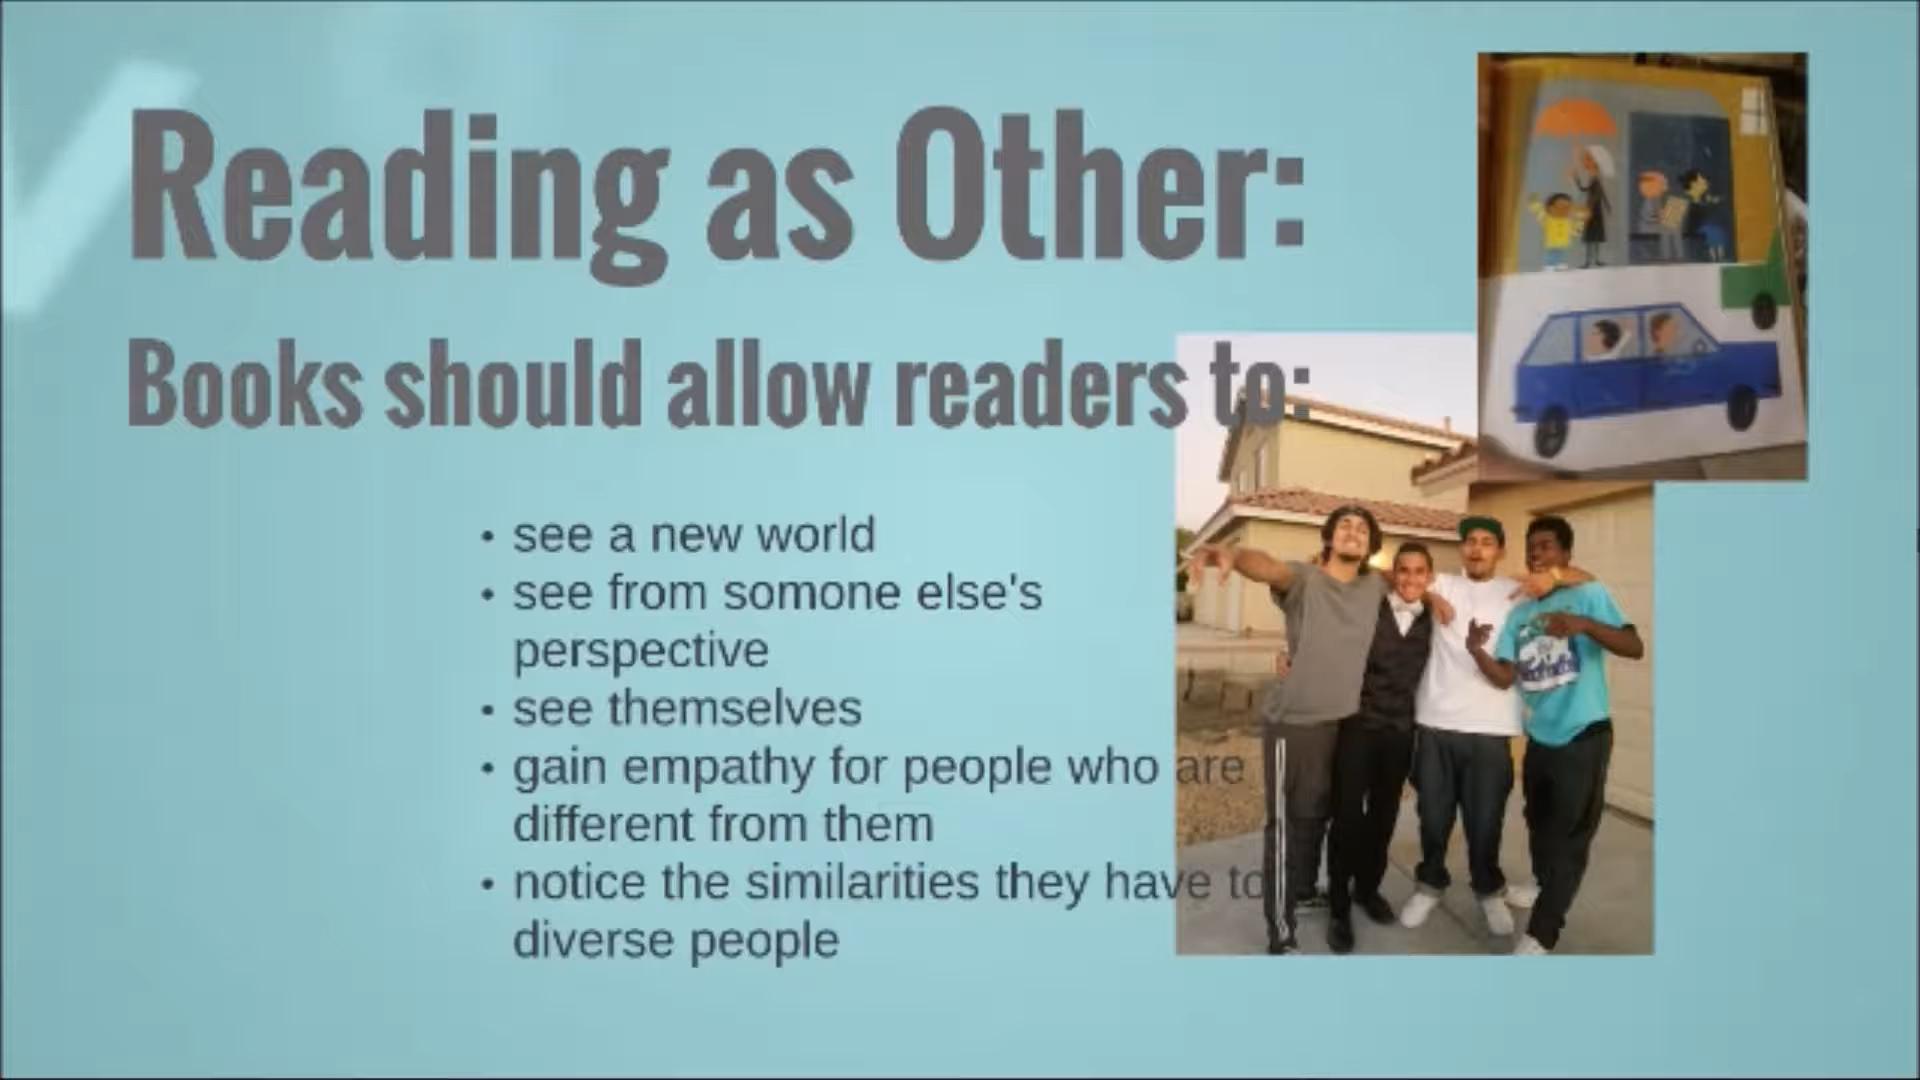 Reading as Other:
Books should allow readers to:
• see a new world
• see from somone else's
perspective
• see themselves
• gain empathy for people who are
different from them
• notice the similarities they have to
diverse people